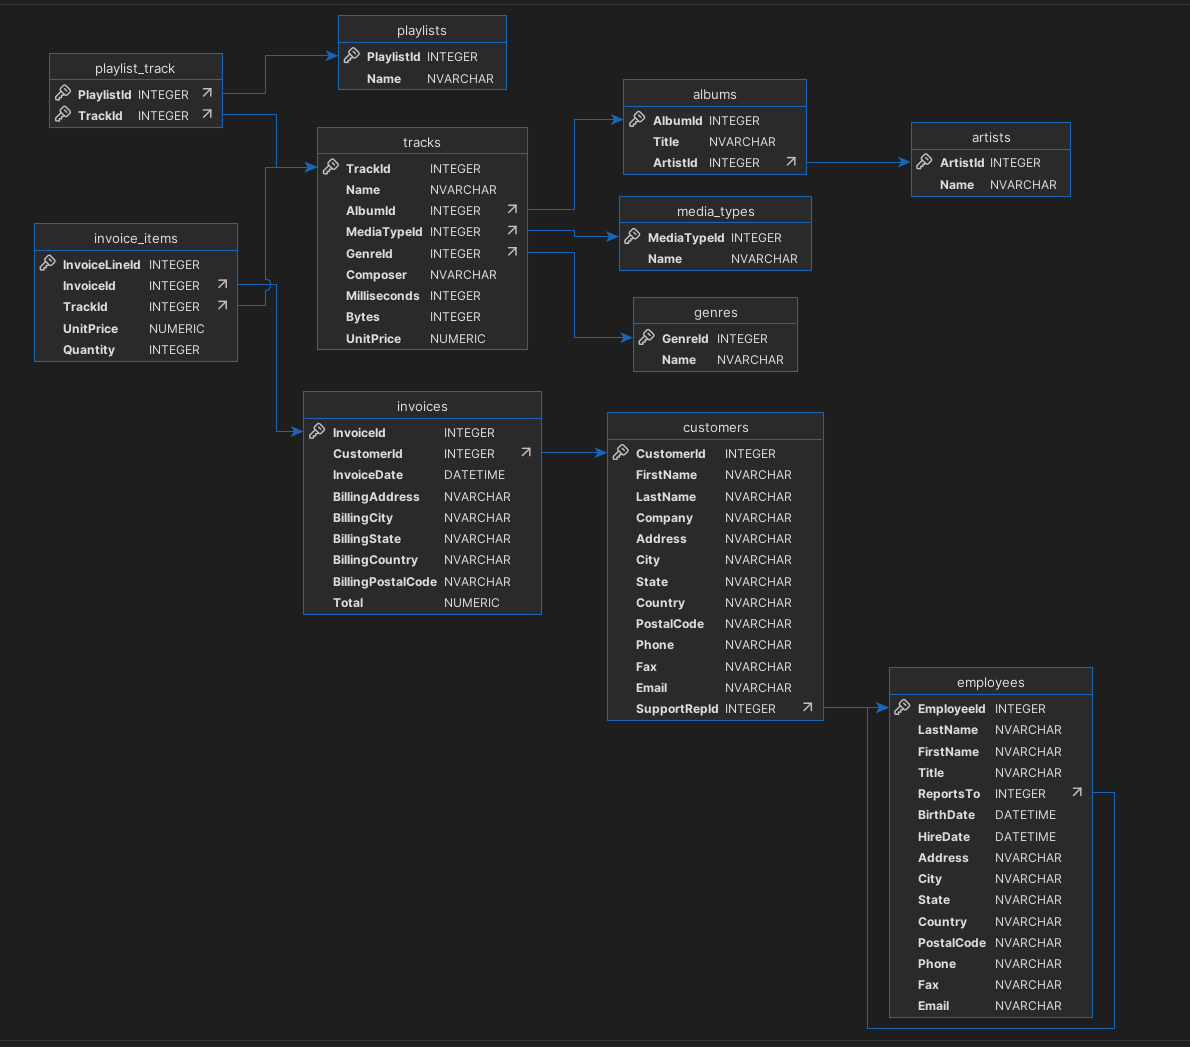 playlists
PlaylistId INTEGER
Name NVARCHAR
playlist_track
PlaylistId INTEGER
TrackId INTEGER
albums
AlbumId INTEGER
Title NVARCHAR
ArtistId INTEGER
artists
ArtistId INTEGER
Name NVARCHAR
tracks
TrackId INTEGER
Name NVARCHAR
AlbumId INTEGER
MediaTypeId INTEGER
GenreId INTEGER
Composer NVARCHAR
Milliseconds INTEGER
Bytes INTEGER
UnitPrice NUMERIC
media_types
MediaTypeId INTEGER
Name NVARCHAR
invoice_items
InvoiceLineId INTEGER
InvoiceId INTEGER
TrackId INTEGER
UnitPrice NUMERIC
Quantity INTEGER
genres
GenreId INTEGER
Name NVARCHAR
invoices
InvoiceId INTEGER
CustomerId INTEGER
InvoiceDate DATETIME
BillingAddress NVARCHAR
BillingCity NVARCHAR
BillingState NVARCHAR
BillingCountry NVARCHAR
BillingPostalCode NVARCHAR
Total NUMERIC
customers
CustomerId INTEGER
FirstName NVARCHAR
LastName NVARCHAR
Company NVARCHAR
Address NVARCHAR
City NVARCHAR
State NVARCHAR
Country NVARCHAR
PostalCode NVARCHAR
Phone NVARCHAR
Fax NVARCHAR
Email NVARCHAR
SupportRepId INTEGER
employees
EmployeeId INTEGER
LastName NVARCHAR
FirstName NVARCHAR
Title NVARCHAR
ReportsTo INTEGER
BirthDate DATETIME
HireDate DATETIME
Address NVARCHAR
City NVARCHAR
State NVARCHAR
Country NVARCHAR
PostalCode NVARCHAR
Phone NVARCHAR
Fax NVARCHAR
Email NVARCHAR